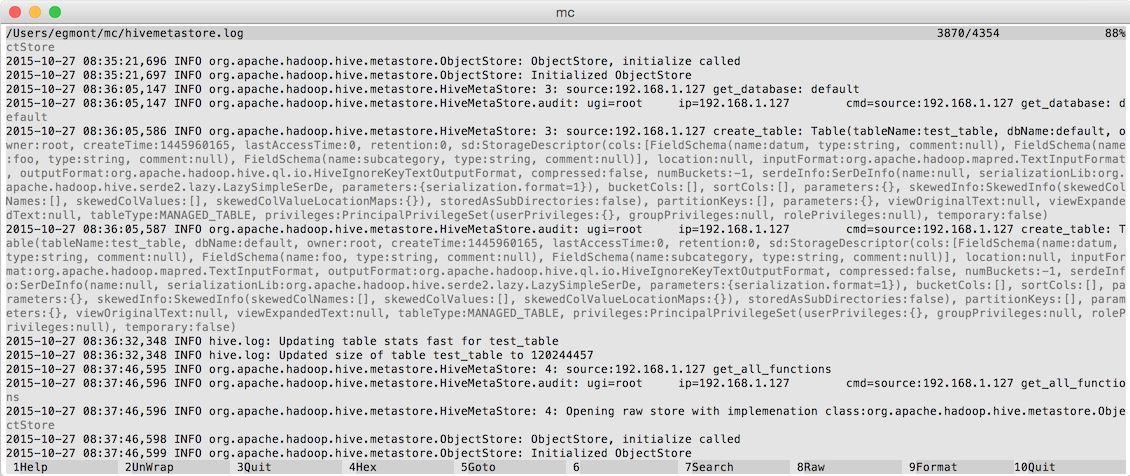 mc
/Users/egmont/mc/hivemetastore.log 3870/4354 88%
ctStore
2015-10-27 08:35:21,696 INFO org.apache.hadoop.hive.metastore.ObjectStore: ObjectStore, initialize called
2015-10-27 08:35:21,697 INFO org.apache.hadoop.hive.metastore.ObjectStore: Initialized ObjectStore
2015-10-27 08:36:05,147 INFO org.apache.hadoop.hive.metastore.HiveMetaStore: 3: source:192.168.1.127 get_database: default
2015-10-27 08:36:05,147 INFO org.apache.hadoop.hive.metastore.HiveMetaStore.audit: ugi=root ip=192.168.1.127 cmd=source:192.168.1.127 get_database: d
efault
2015-10-27 08:36:05,586 INFO org.apache.hadoop.hive.metastore.HiveMetaStore: 3: source:192.168.1.127 create_table: Table(tableName:test_table, dbName:default, o
wner:root, createTime:1445960165, lastAccessTime:0, retention:0, sd:StorageDescriptor(cols:[FieldSchema(name:datum, type:string, comment:null), FieldSchema(name
:foo, type:string, comment:null), FieldSchema(name:subcategory, type:string, comment:null)], location:null, inputFormat:org.apache.hadoop.mapred.TextInputFormat
, outputFormat:org.apache.hadoop.hive.ql.io.HiveIgnoreKeyTextOutputFormat, compressed:false, numBuckets:-1, serdeInfo:SerDeInfo(name:null, serializationLib:org.
apache.hadoop.hive.serde2.lazy.LazySimpleSerDe, parameters:{serialization.format=1}), bucketCols:[], sortCols:[], parameters:{}, skewedInfo:SkewedInfo(skewedCol
Names:[], skewedColValues:[], skewedColValueLocationMaps:{}), storedAsSubDirectories:false), partitionKeys:[], parameters:{}, viewOriginalText:null, viewExpande
dText:null, tableType:MANAGED_TABLE, privileges:PrincipalPrivilegeSet(userPrivileges:{}, groupPrivileges:null, rolePrivileges:null), temporary:false)
2015-10-27 08:36:05,587 INFO org.apache.hadoop.hive.metastore.HiveMetaStore.audit: ugi=root ip=192.168.1.127 cmd=source:192.168.1.127 create_table: T
able(tableName:test_table, dbName:default, owner:root, createTime:1445960165, lastAccessTime:0, retention:0, sd:StorageDescriptor(cols:[FieldSchema(name:datum, 
type:string, comment:null), FieldSchema(name:foo, type:string, comment:null), FieldSchema(name:subcategory, type:string, comment:null)], location:null, inputFor
mat:org.apache.hadoop.mapred.TextInputFormat, outputFormat:org.apache.hadoop.hive.ql.io.HiveIgnoreKeyTextOutputFormat, compressed:false, numBuckets:-1, serdeInf
o:SerDeInfo(name:null, serializationLib:org.apache.hadoop.hive.serde2.lazy.LazySimpleSerDe, parameters:{serialization.format=1}), bucketCols:[], sortCols:[], pa
rameters:{}, skewedInfo:SkewedInfo(skewedColNames:[], skewedColValues:[], skewedColValueLocationMaps:{}), storedAsSubDirectories:false), partitionKeys:[], param
eters:{}, viewOriginalText:null, viewExpandedText:null, tableType:MANAGED_TABLE, privileges:PrincipalPrivilegeSet(userPrivileges:{}, groupPrivileges:null, roleP
rivileges:null), temporary:false)
2015-10-27 08:36:32,348 INFO hive.log: Updating table stats fast for test_table
2015-10-27 08:36:32,348 INFO hive.log: Updated size of table test_table to 120244457
2015-10-27 08:37:46,595 INFO org.apache.hadoop.hive.metastore.HiveMetaStore: 4: source:192.168.1.127 get_all_functions
2015-10-27 08:37:46,595 INFO org.apache.hadoop.hive.metastore.HiveMetaStore.audit: ugi=root ip=192.168.1.127 cmd=source:192.168.1.127 get_all_functio
ns
2015-10-27 08:37:46,596 INFO org.apache.hadoop.hive.metastore.HiveMetaStore: 4: Opening raw store with implemenation class:org.apache.hadoop.hive.metastore.Obje
ctStore
2015-10-27 08:37:46,598 INFO org.apache.hadoop.hive.metastore.ObjectStore: ObjectStore, initialize called
2015-10-27 08:37:46,599 INFO org.apache.hadoop.hive.metastore.ObjectStore: Initialized ObjectStore
1Help 2UnWrap 3Quit 4Hex 5Goto 6 7Search 8Raw 9Format 10Quit